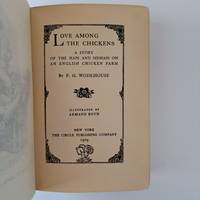 LOVE AMONG
THE CHICKENS
A STORY
OF THE HAPS AND MISHAPS ON
AN ENGLISH CHICKEN FARM
BY P. G. WODEHOUSE
ILLUSTRATED BY
ARMAND BOTH
NEW YORK
THE CIRCLE PUBLISHING COMPANY
1909